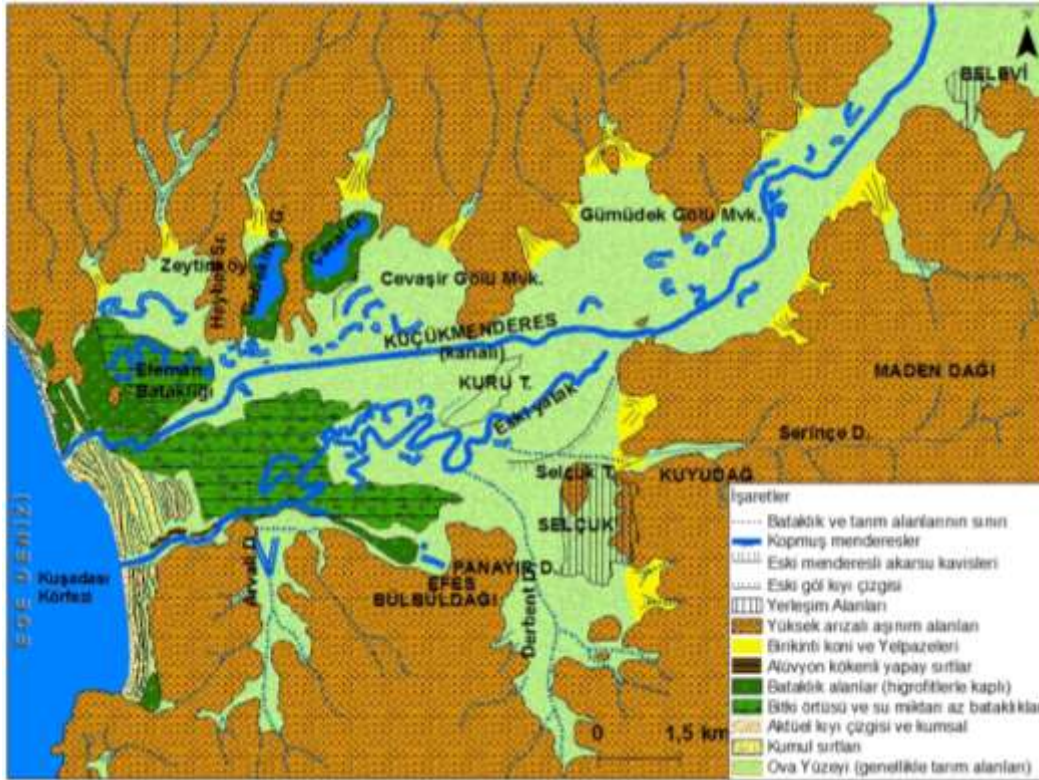 N
BELEVİ
Gümüdek Gölü Mvk.
Zeytinköy
Cevaşir Gölü Mvk.
KÜÇÜKMENDERES
(kanalı)
KURU T.
Eski yatak
Bataklığı
MADEN DAĞI
Serinçe D.
Selçuk T.
KUYUDAĞ
SELÇUK
EGE DENİZİ
Kuşadası
Körfezi
Arvalı D.
PANAYIR D.
EFES
BÜLBÜLDAĞI
Derbent D.
0 1,5 km
İşaretler
Bataklık ve tarım alanlarının sınırı
Kopmuş menderesler
Eski menderesli akarsu kavisleri
Eski göl kıyı çizgisi
Yerleşim Alanları
Yüksek arızalı aşınım alanları
Birikinti koni ve Yelpazeleri
Alüvyon kökenli yapay sırtlar
Bataklık alanlar (higrofitlerle kaplı)
Bitki örtüsü ve su miktarı az bataklıklar
Aktüel kıyı çizgisi ve kumsal
Kumul sırtları
Ova Yüzeyi (genellikle tarım alanları)